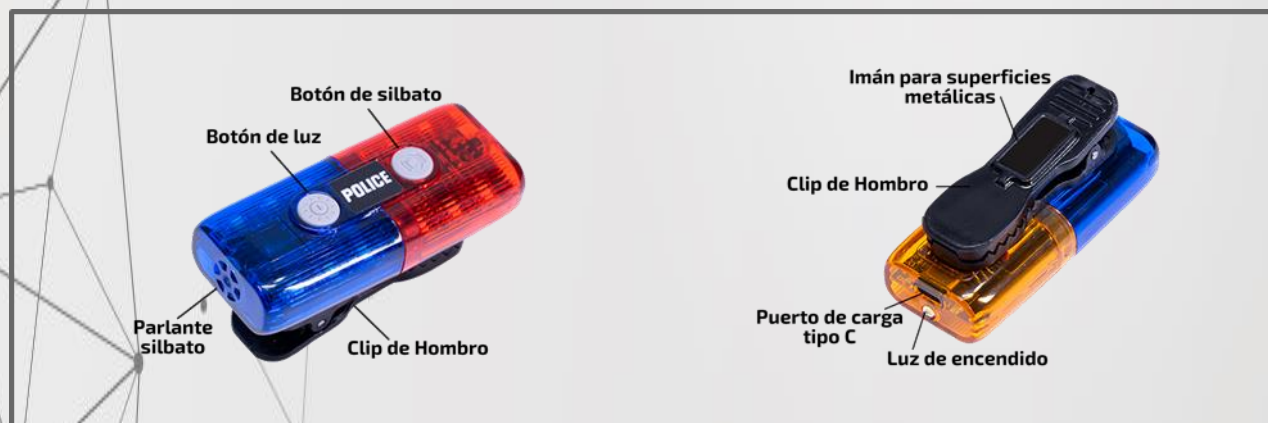 Botón de silbato
Botón de luz
POLICE
Parlante
silbato
Clip de Hombro
Imán para superficies
metálicas
Clip de Hombro
Puerto de carga
tipo C
Luz de encendido